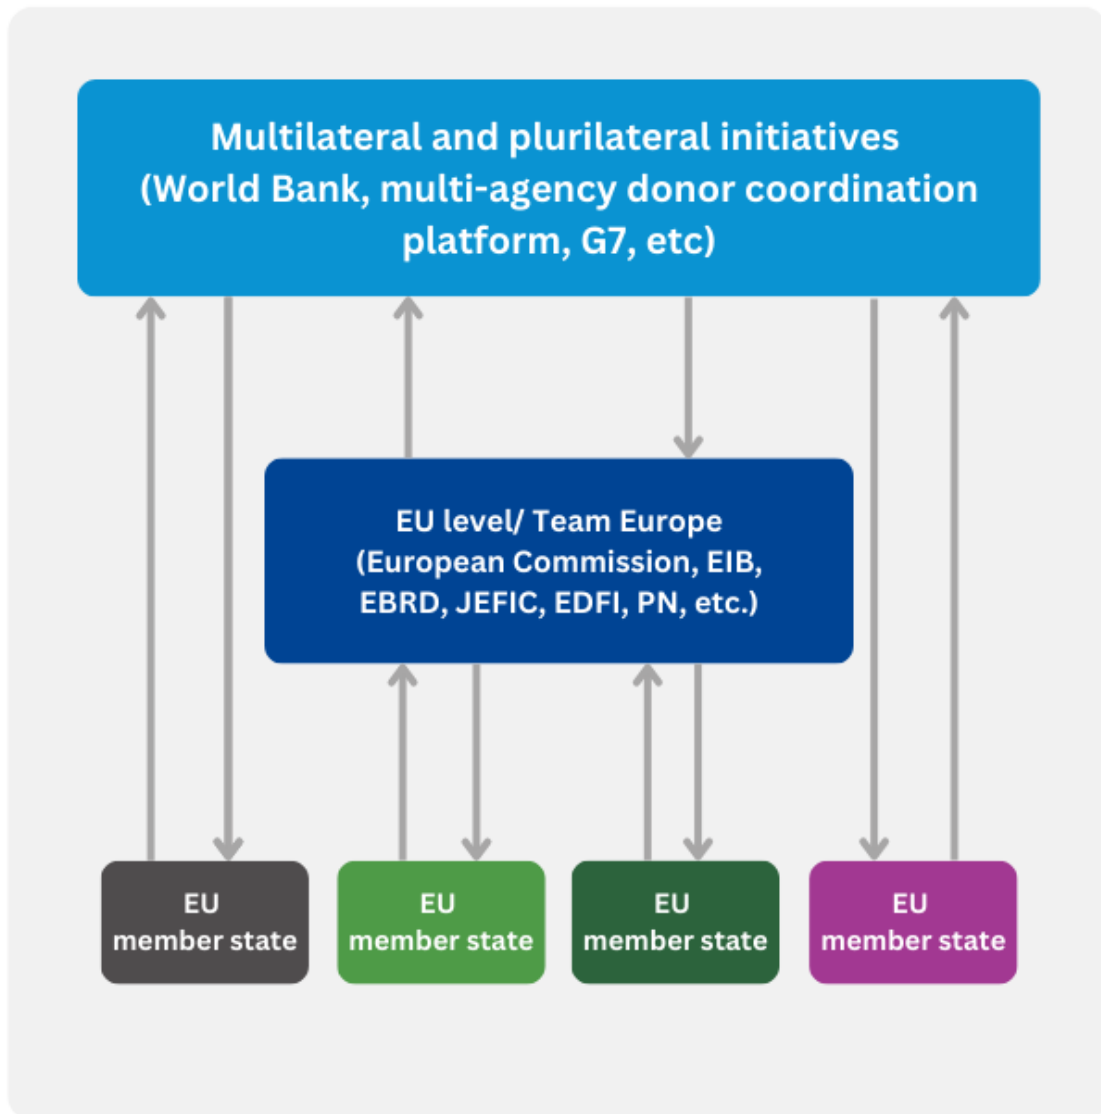 Multilateral and plurilateral initiatives
(World Bank, multi-agency donor coordination
platform, G7, etc)
EU level/ Team Europe
(European Commission, EIB,
EBRD, JEFIC, EDFI, PN, etc.)
EU
member state
EU
member state
EU
member state
EU
member state